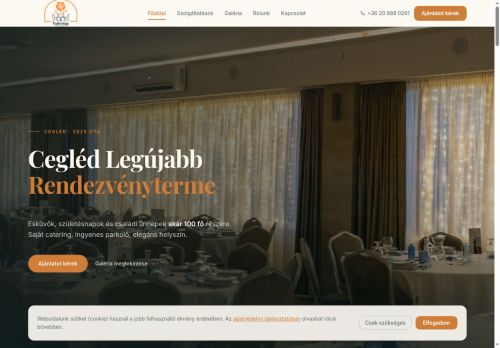 Főoldal Szolgáltatások Galéria Rólunk Kapcsolat +36 20 989 0261 Ajánlatot kérek
CEGLÉD · 2025 ÓTA
Cegléd Legújabb
Rendezvényterme
Esküvők, születésnapok és családi ünnepek akár 100 fő részére.
Saját catering, ingyenes parkoló, elegáns helyszín.
Ajánlatot kérek Galéria megtekintése →
Weboldalunk sütiket (cookie) használ a jobb felhasználói élmény érdekében. Az adatvédelmi tájékoztatóban olvashat róluk
bővebben.
Csak szükséges Elfogadom